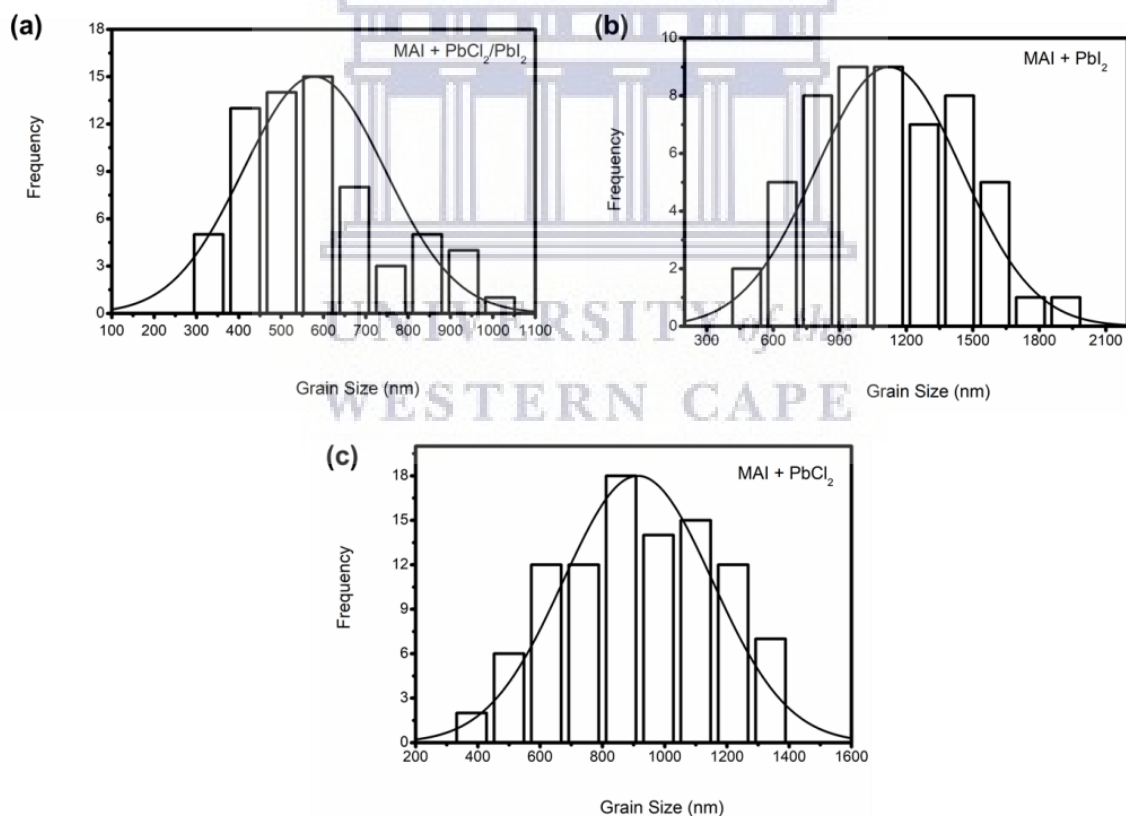 (a)
MAI + PbCl₂/PbI₂
Frequency
18
15
12
9
6
3
0
100 200 300 400 500 600 700 800 900 1000 1100
Grain Size (nm)
(b)
MAI + PbI₂
Frequency
10
8
6
4
2
0
300 600 900 1200 1500 1800 2100
Grain Size (nm)
UNIVERSITY of the
WESTERN CAPE
(c)
MAI + PbCl₂
Frequency
18
15
12
9
6
3
0
200 400 600 800 1000 1200 1400 1600
Grain Size (nm)